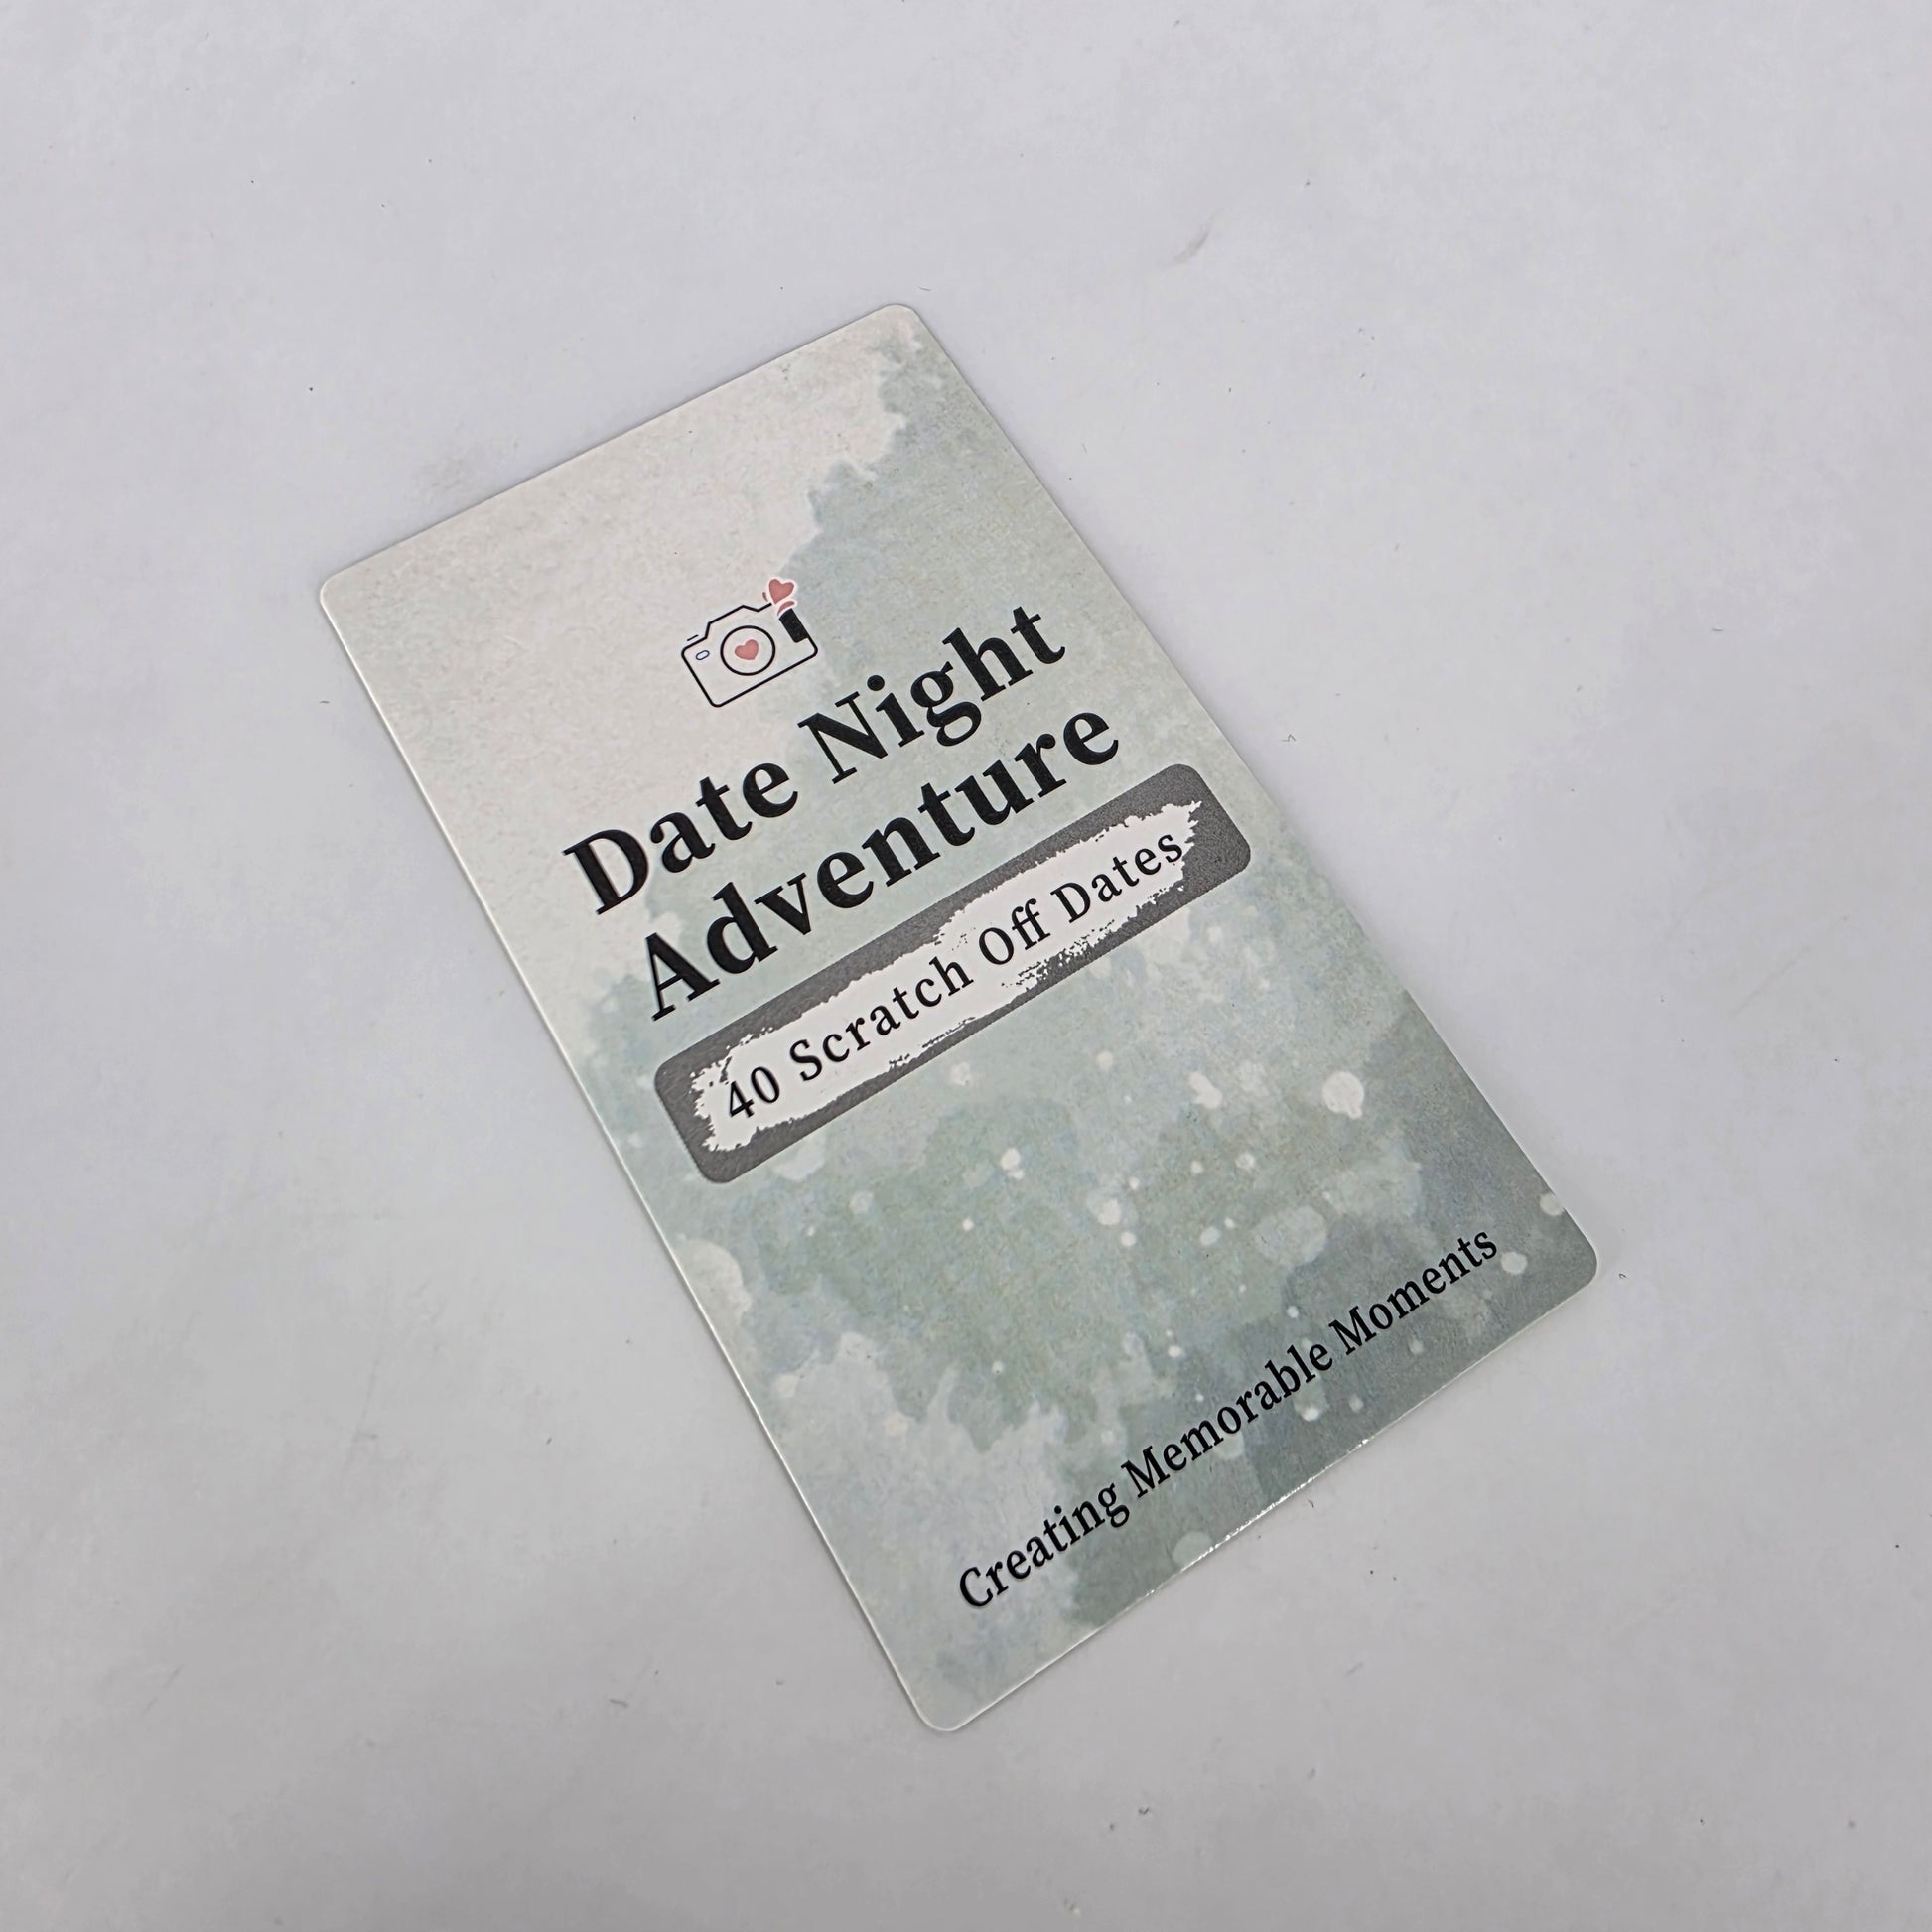 Date Night
Adventure
40 Scratch Off Dates
Creating Memorable Moments